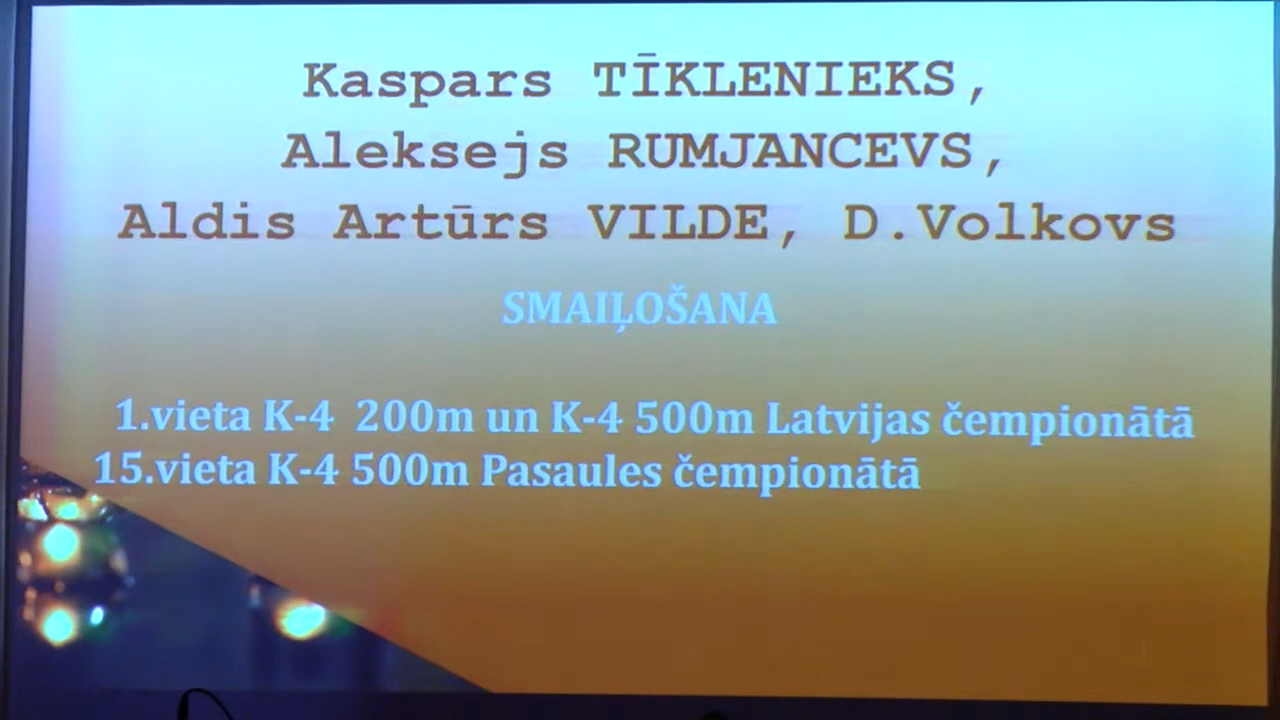 Kaspars TĪKLENIEKS,
Aleksejs RUMJANCEVS,
Aldis Artūrs VILDE, D.Volkovs
SMAIĻOŠANA
1.vieta K-4 200m un K-4 500m Latvijas čempionātā
15.vieta K-4 500m Pasaules čempionātā